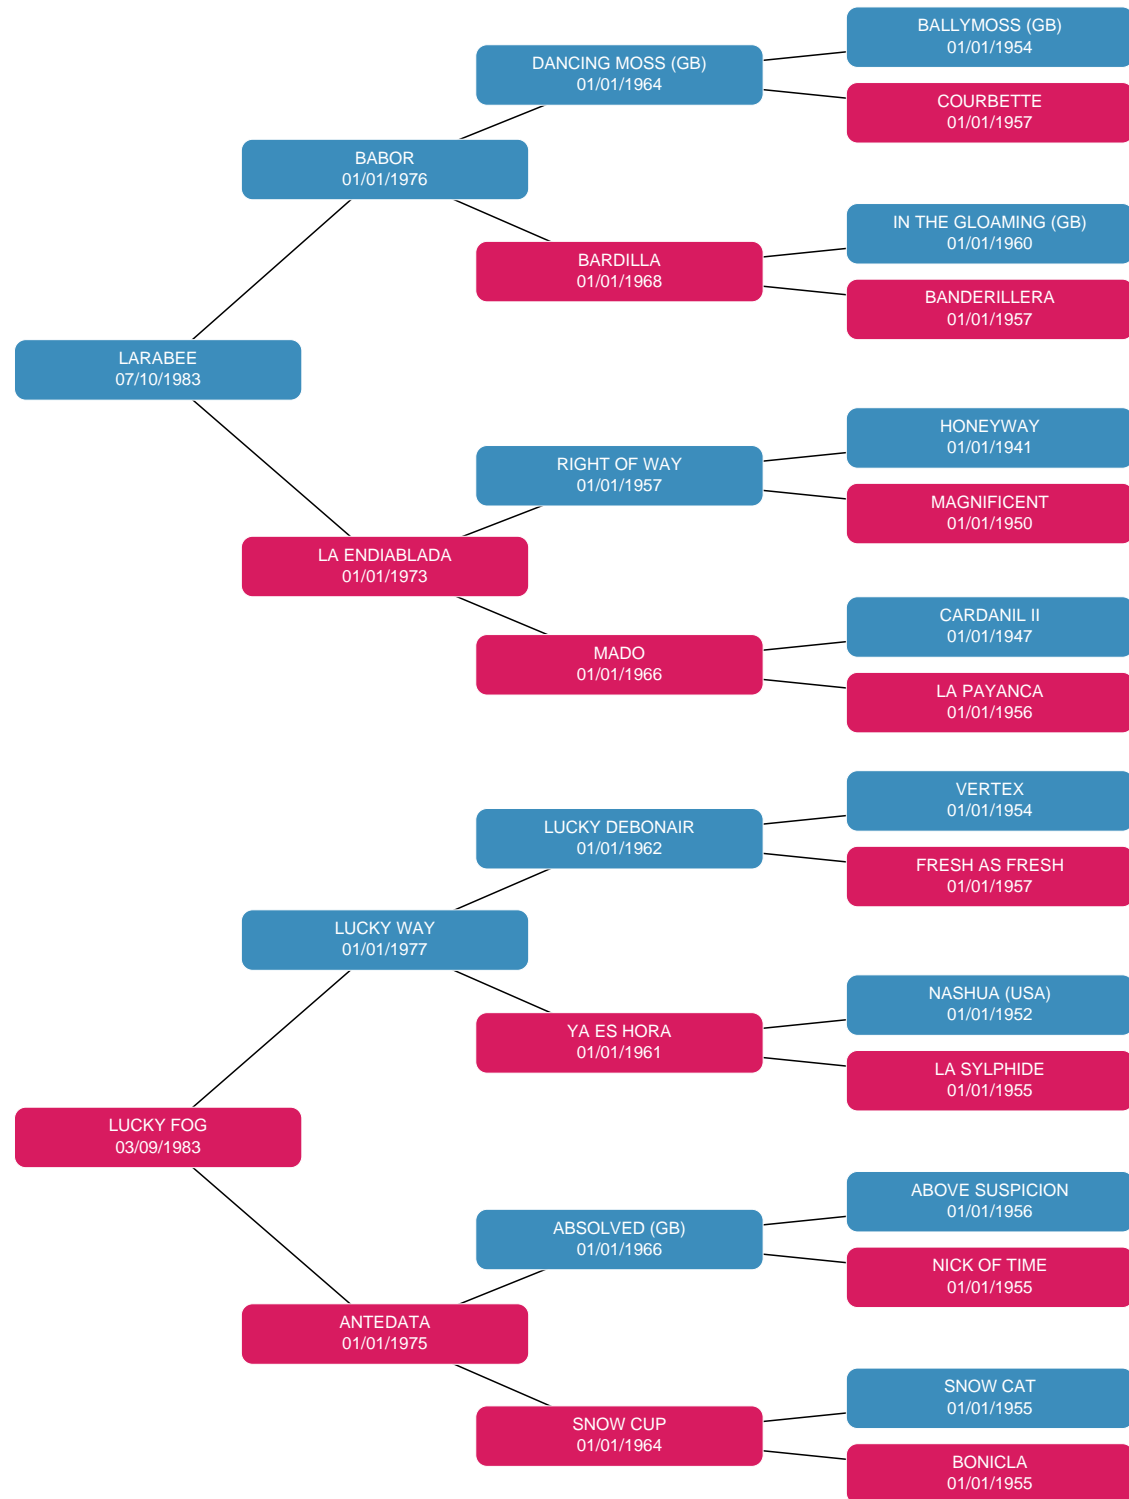 BALLYMOSS (GB)
01/01/1954
DANCING MOSS (GB)
01/01/1964
COURBETTE
01/01/1957
BABOR
01/01/1976
IN THE GLOAMING (GB)
01/01/1960
BARDILLA
01/01/1968
BANDERILLERA
01/01/1957
LARABEE
07/10/1983
HONEYWAY
01/01/1941
RIGHT OF WAY
01/01/1957
MAGNIFICENT
01/01/1950
LA ENDIABLADA
01/01/1973
CARDANIL II
01/01/1947
MADO
01/01/1966
LA PAYANCA
01/01/1956
VERTEX
01/01/1954
LUCKY DEBONAIR
01/01/1962
FRESH AS FRESH
01/01/1957
LUCKY WAY
01/01/1977
NASHUA (USA)
01/01/1952
YA ES HORA
01/01/1961
LA SYLPHIDE
01/01/1955
LUCKY FOG
03/09/1983
ABOVE SUSPICION
01/01/1956
ABSOLVED (GB)
01/01/1966
NICK OF TIME
01/01/1955
ANTEDATA
01/01/1975
SNOW CAT
01/01/1955
SNOW CUP
01/01/1964
BONICLA
01/01/1955